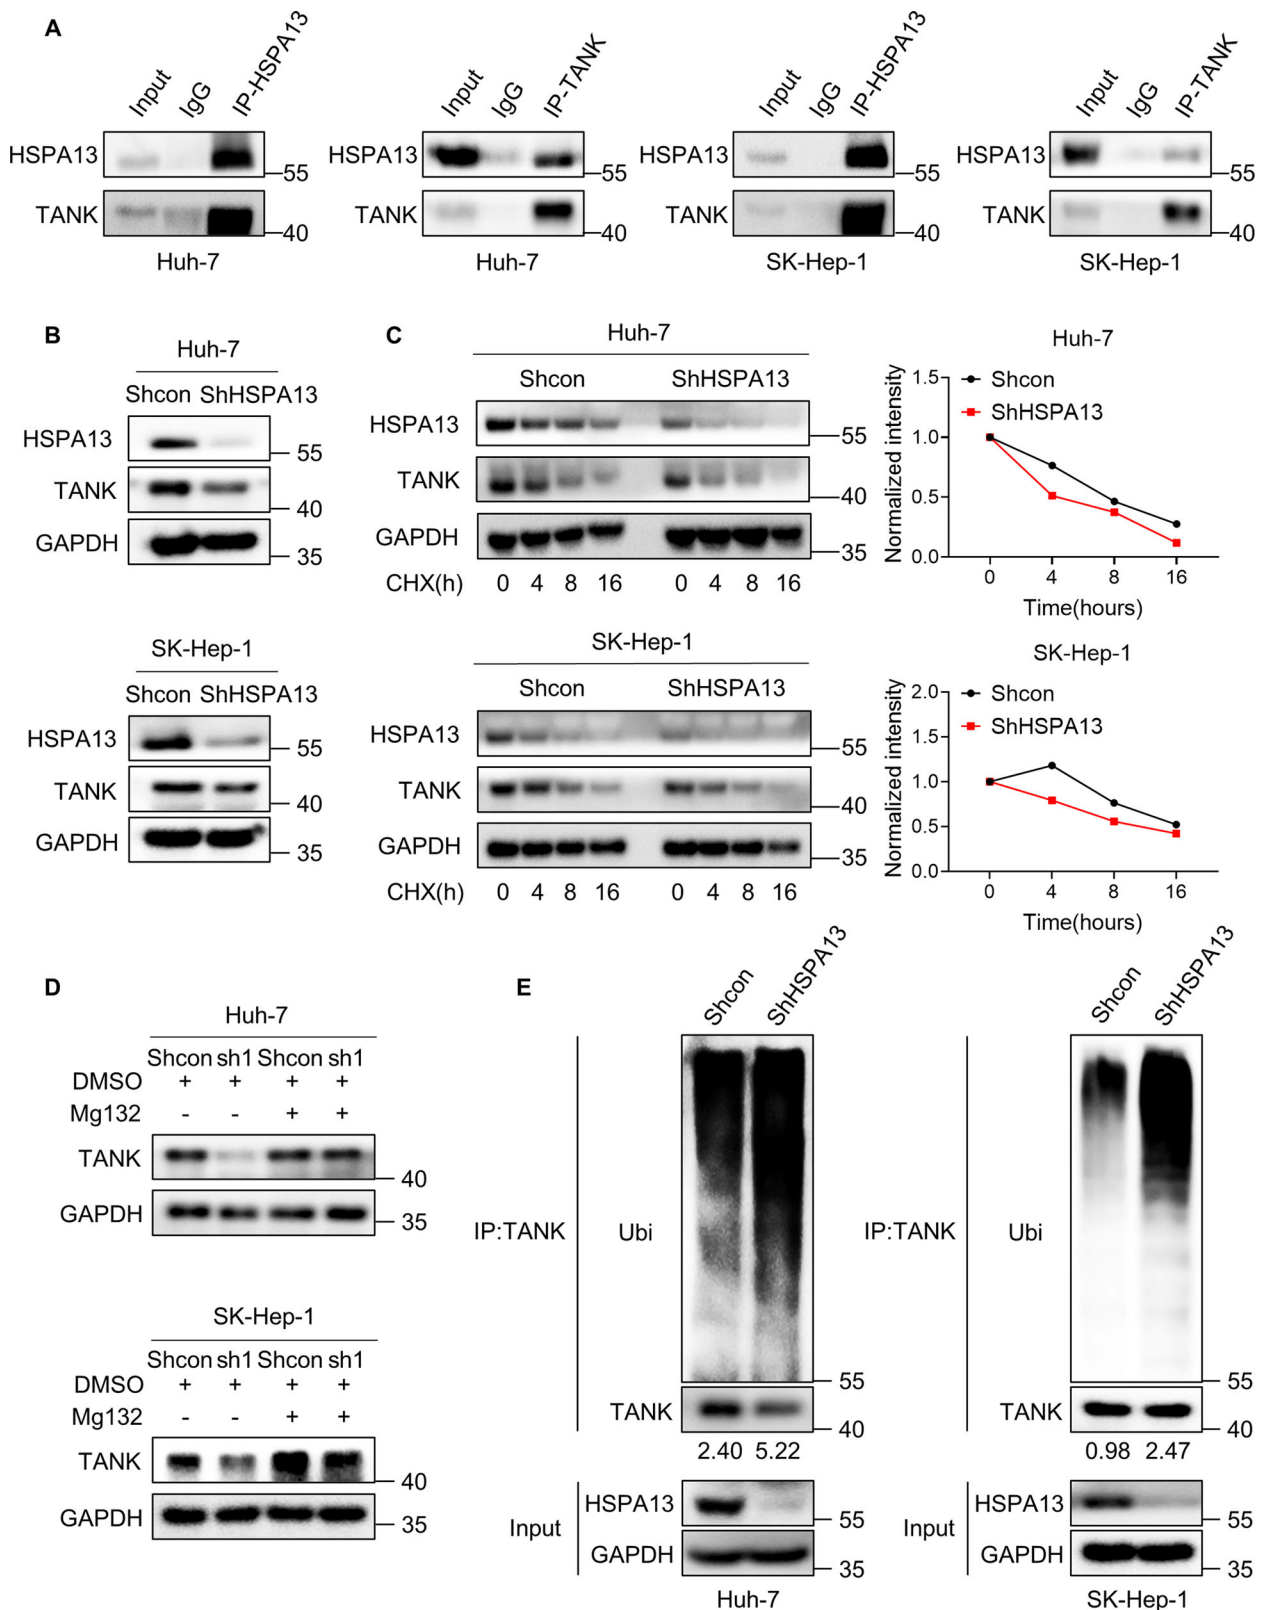 A
Input IgG IP-HSPA13
HSPA13 55
TANK 40
Huh-7
Input IgG IP-TANK
HSPA13 55
TANK 40
Huh-7
Input IgG IP-HSPA13
HSPA13 55
TANK 40
SK-Hep-1
Input IgG IP-TANK
HSPA13 55
TANK 40
SK-Hep-1
B
Huh-7
Shcon ShHSPA13
HSPA13 55
TANK 40
GAPDH 35
SK-Hep-1
Shcon ShHSPA13
HSPA13 55
TANK 40
GAPDH 35
C
Huh-7
Shcon ShHSPA13
HSPA13 55
TANK 40
GAPDH 35
CHX(h) 0 4 8 16 0 4 8 16
Huh-7
Shcon
ShHSPA13
Normalized intensity
1.5
1.0
0.5
0.0
0 4 8 16
Time(hours)
SK-Hep-1
Shcon ShHSPA13
HSPA13 55
TANK 40
GAPDH 35
CHX(h) 0 4 8 16 0 4 8 16
SK-Hep-1
Shcon
ShHSPA13
Normalized intensity
2.0
1.5
1.0
0.5
0.0
0 4 8 16
Time(hours)
D
Huh-7
Shcon sh1 Shcon sh1
DMSO + + + +
Mg132 - - + +
TANK 40
GAPDH 35
SK-Hep-1
Shcon sh1 Shcon sh1
DMSO + + + +
Mg132 - - + +
TANK 40
GAPDH 35
E
Shcon ShHSPA13
IP:TANK Ubi 55
TANK 40
2.40 5.22
Input
HSPA13 55
GAPDH 35
Huh-7
Shcon ShHSPA13
IP:TANK Ubi 55
TANK 40
0.98 2.47
Input
HSPA13 55
GAPDH 35
SK-Hep-1